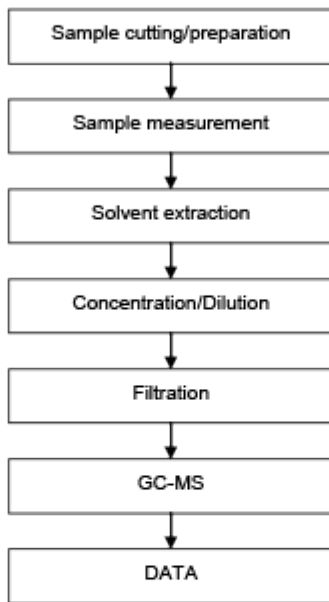 Sample cutting/preparation
Sample measurement
Solvent extraction
Concentration/Dilution
Filtration
GC-MS
DATA